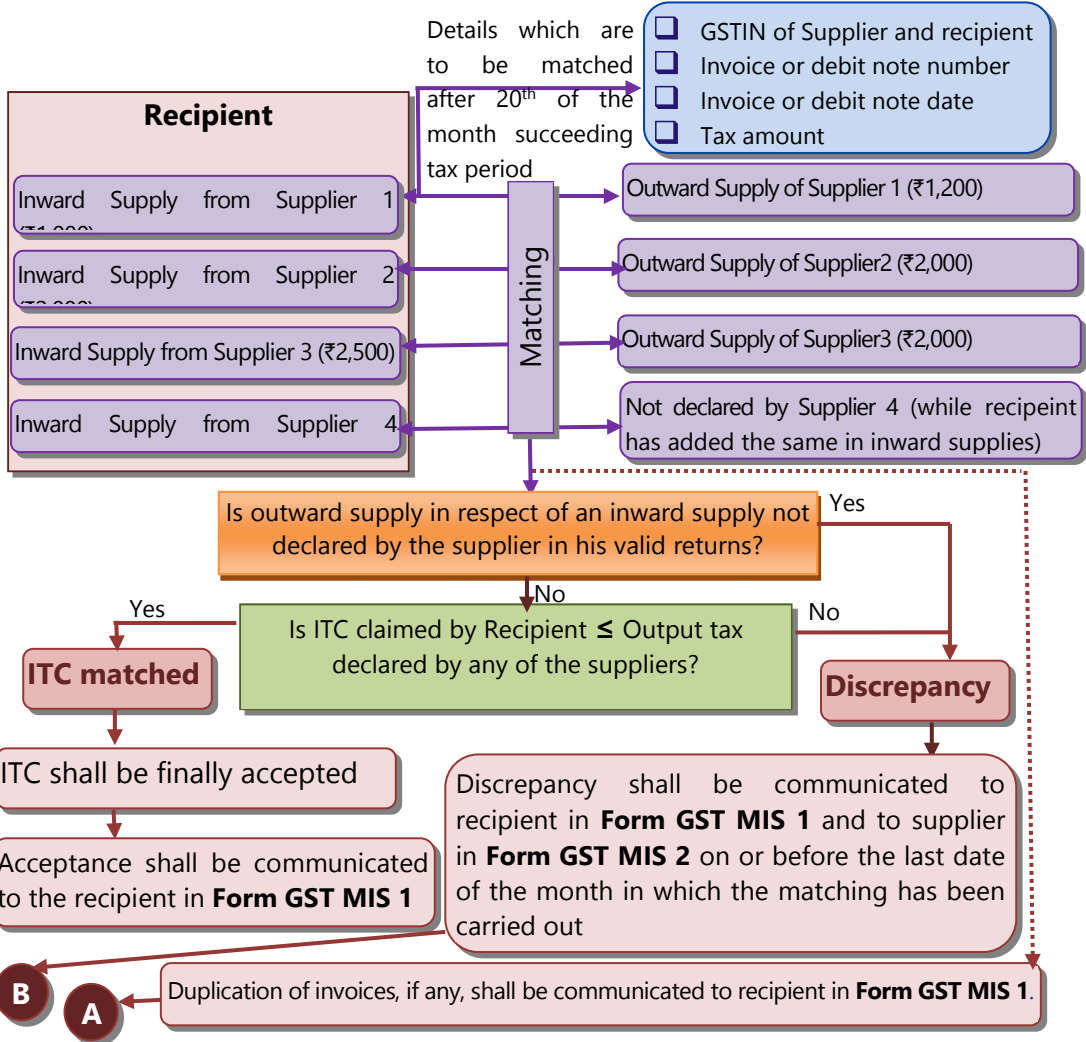 Details which are
to be matched
after 20th of the
month succeeding
tax period
GSTIN of Supplier and recipient
Invoice or debit note number
Invoice or debit note date
Tax amount
Recipient
Inward Supply from Supplier 1
Inward Supply from Supplier 2
Inward Supply from Supplier 3 (₹2,500)
Inward Supply from Supplier 4
Matching
Outward Supply of Supplier 1 (₹1,200)
Outward Supply of Supplier2 (₹2,000)
Outward Supply of Supplier3 (₹2,000)
Not declared by Supplier 4 (while recipeint
has added the same in inward supplies)
Is outward supply in respect of an inward supply not
declared by the supplier in his valid returns?
Yes
No
Is ITC claimed by Recipient ≤ Output tax
declared by any of the suppliers?
Yes
No
ITC matched
Discrepancy
ITC shall be finally accepted
Acceptance shall be communicated
to the recipient in Form GST MIS 1
Discrepancy shall be communicated to
recipient in Form GST MIS 1 and to supplier
in Form GST MIS 2 on or before the last date
of the month in which the matching has been
carried out
B
A
Duplication of invoices, if any, shall be communicated to recipient in Form GST MIS 1.